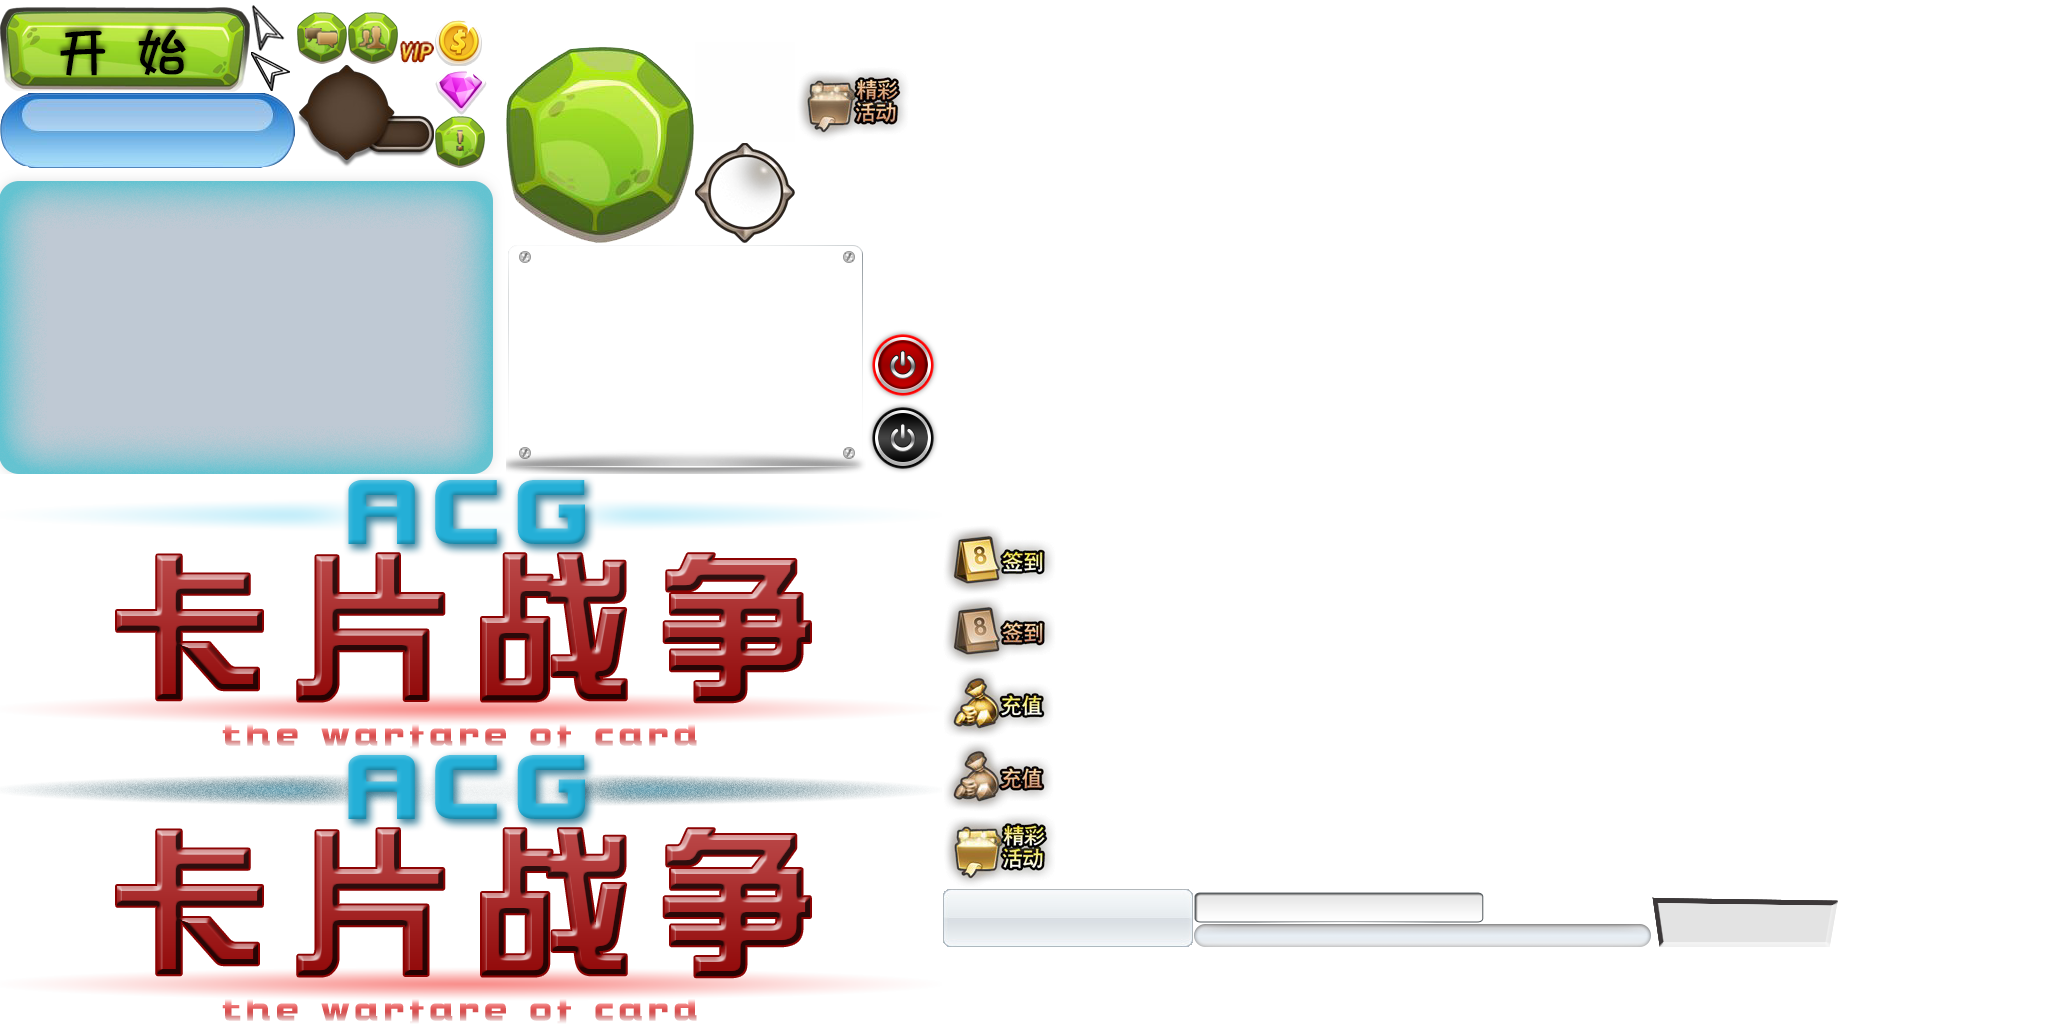 开 始
VIP
$
!
精彩
活动
ACG
卡片战争
the warfare of card
ACG
卡片战争
the warfare of card
8
签到
8
签到
充值
充值
精彩
活动